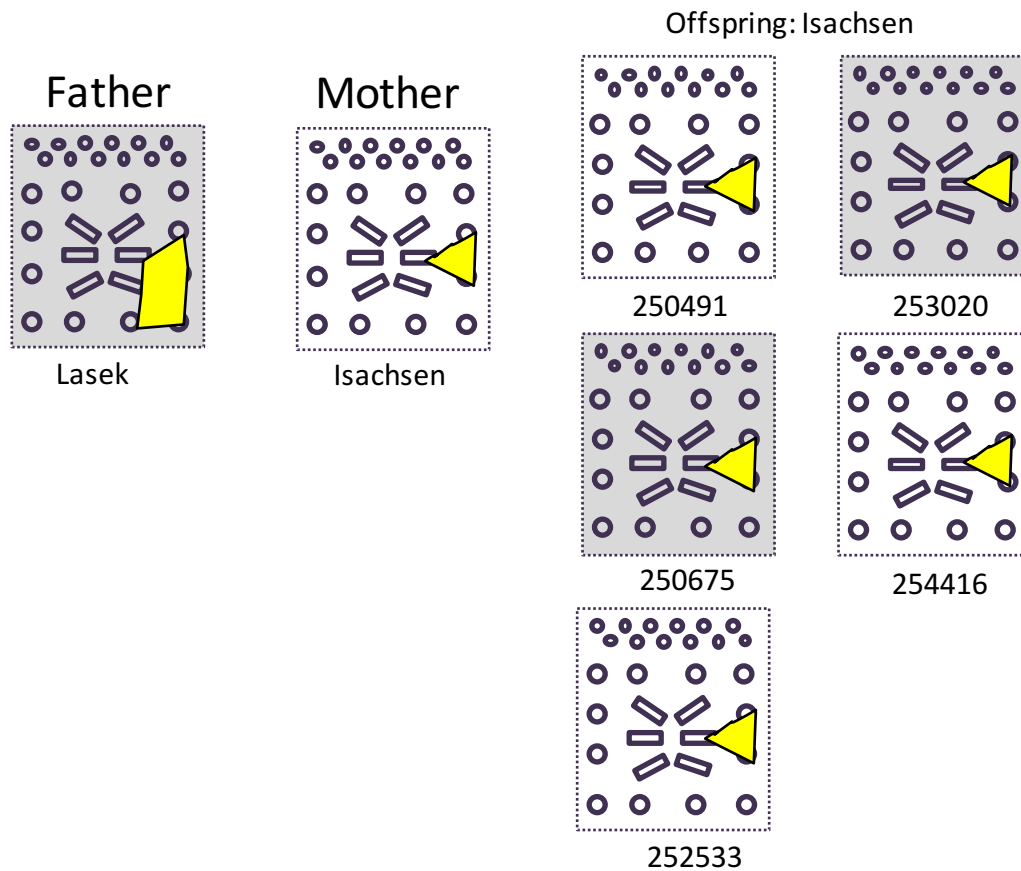 Offspring: Isachsen
Father
Mother
Lasek
Isachsen
250491
253020
250675
254416
252533